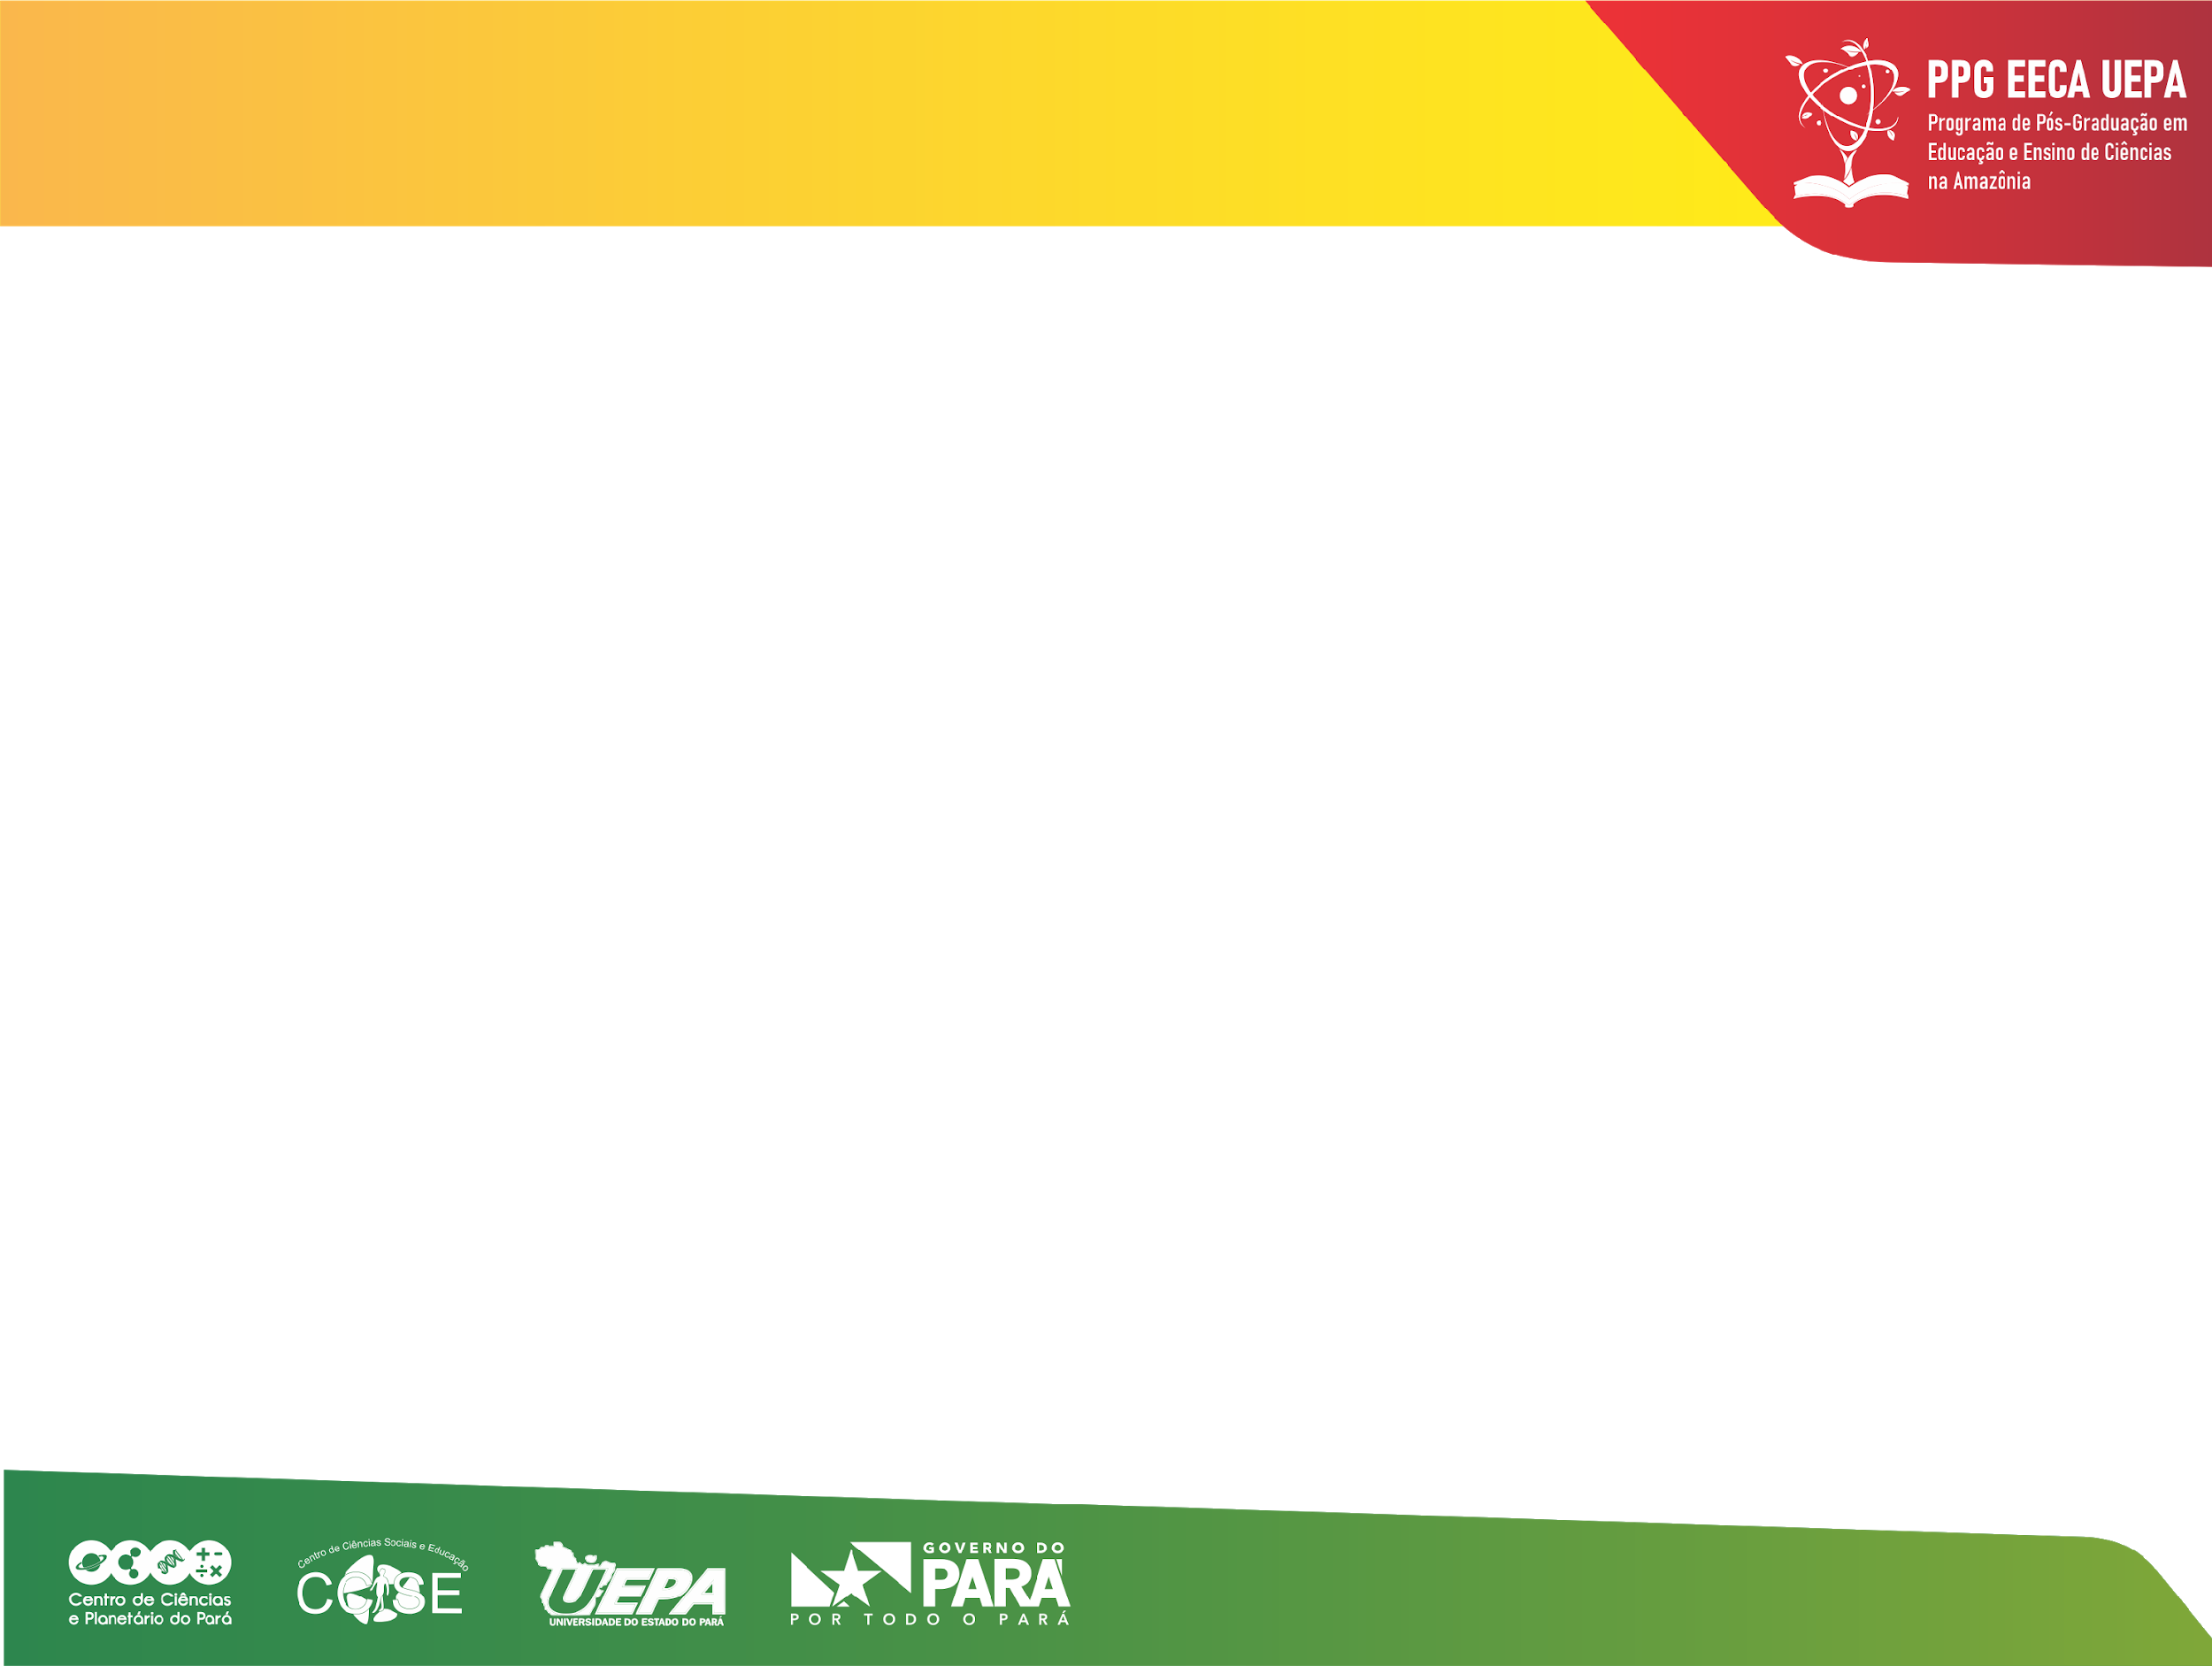 PPG EECA UEPA
Programa de Pós-Graduação em
Educação e Ensino de Ciências
na Amazônia
Centro de Ciências
e Planetário do Pará
Centro de Ciências Sociais e Educação
CCSE
UEPA
UNIVERSIDADE DO ESTADO DO PARÁ
GOVERNO DO
PARÁ
POR TODO O PARÁ